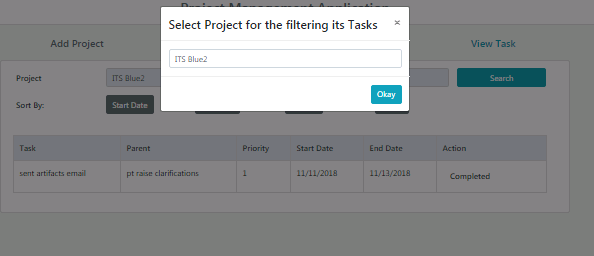 Project Management Application
Select Project for the filtering its Tasks ×
ITS Blue2
Okay
Add Project View Task
Project ITS Blue2 Search
Sort By: Start Date
Task Parent Priority Start Date End Date Action
sent artifacts email pt raise clarifications 1 11/11/2018 11/13/2018 Completed